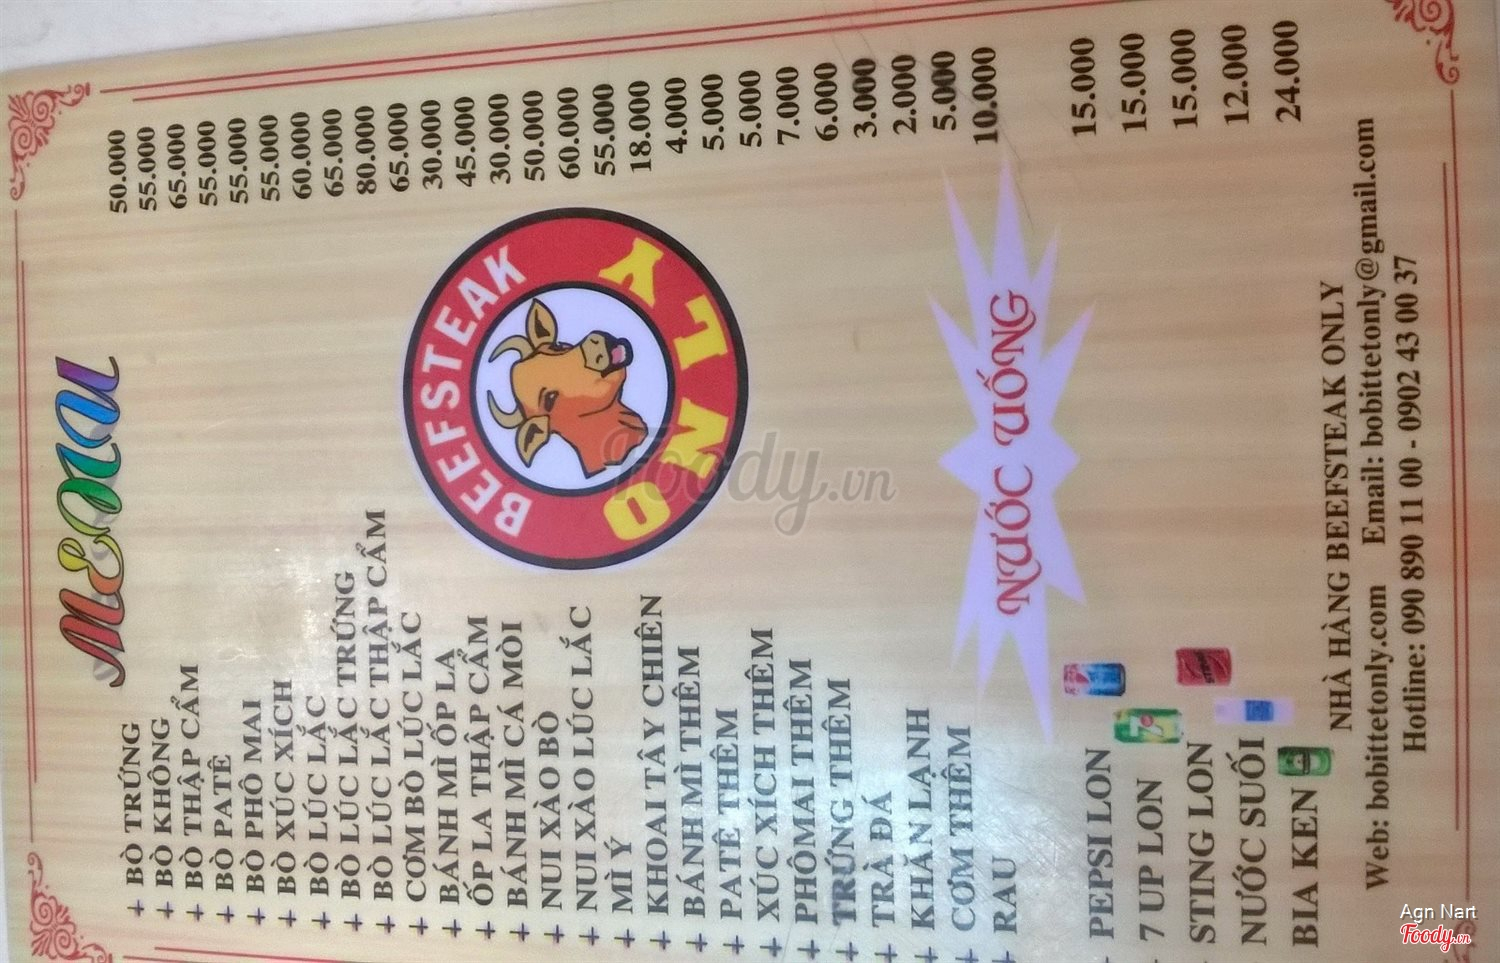 MENU
+ BÒ TRỨNG 50.000
+ BÒ KHÔNG 55.000
+ BÒ THẬP CẨM 65.000
+ BÒ PATÊ 55.000
+ BÒ PHÔ MAI 55.000
+ BÒ XÚC XÍCH 55.000
+ BÒ LÚC LẮC 60.000
+ BÒ LÚC LẮC TRỨNG 65.000
+ BÒ LÚC LẮC THẬP CẨM 80.000
+ CƠM BÒ LÚC LẮC 65.000
+ BÁNH MÌ ỐP LA 30.000
+ ỐP LA THẬP CẨM 45.000
+ BÁNH MÌ CÁ MÒI 30.000
+ NUI XÀO BÒ 50.000
+ NUI XÀO LÚC LẮC 60.000
+ MÌ Ý 55.000
+ KHOAI TÂY CHIÊN 18.000
+ BÁNH MÌ THÊM 4.000
+ PATÊ THÊM 5.000
+ XÚC XÍCH THÊM 5.000
+ PHÔMAI THÊM 7.000
+ TRỨNG THÊM 6.000
+ TRÀ ĐÁ 3.000
+ KHĂN LẠNH 2.000
+ CƠM THÊM 5.000
+ RAU 10.000
BEEFSTEAK
ONLY
NƯỚC UỐNG
+ PEPSI LON 15.000
+ 7 UP LON 15.000
+ STING LON 15.000
+ NƯỚC SUỐI 12.000
+ BIA KEN 24.000
NHÀ HÀNG BEEFSTEAK ONLY
Web: bobittetonly.com Email: bobittetonly@gmail.com
Hotline: 090 890 11 00 - 0902 43 00 37
Foody.vn
Agn Nart
Foody.vn